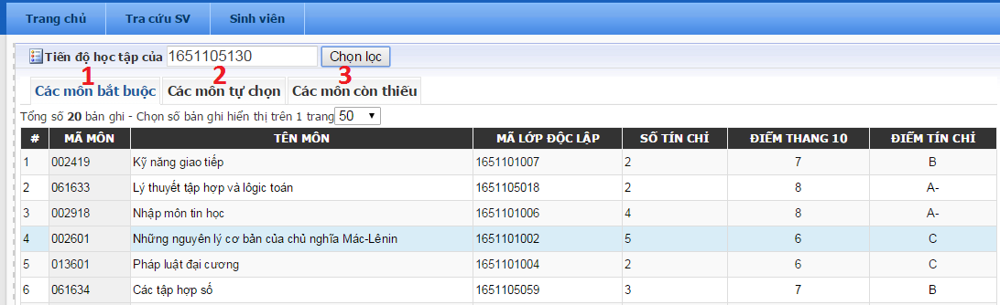 Trang chủ Tra cứu SV Sinh viên
Tiến độ học tập của 1651105130 Chọn lọc
1 2 3
Các môn bắt buộc Các môn tự chọn Các môn còn thiếu
Tổng số 20 bản ghi - Chọn số bản ghi hiển thị trên 1 trang 50
# MÃ MÔN TÊN MÔN MÃ LỚP ĐỘC LẬP SỐ TÍN CHỈ ĐIỂM THANG 10 ĐIỂM TÍN CHỈ
1 002419 Kỹ năng giao tiếp 1651101007 2 7 B
2 061633 Lý thuyết tập hợp và lôgic toán 1651105018 2 8 A-
3 002918 Nhập môn tin học 1651101006 4 8 A-
4 002601 Những nguyên lý cơ bản của chủ nghĩa Mác-Lênin 1651101002 5 6 C
5 013601 Pháp luật đại cương 1651101004 2 6 C
6 061634 Các tập hợp số 1651105059 3 7 B